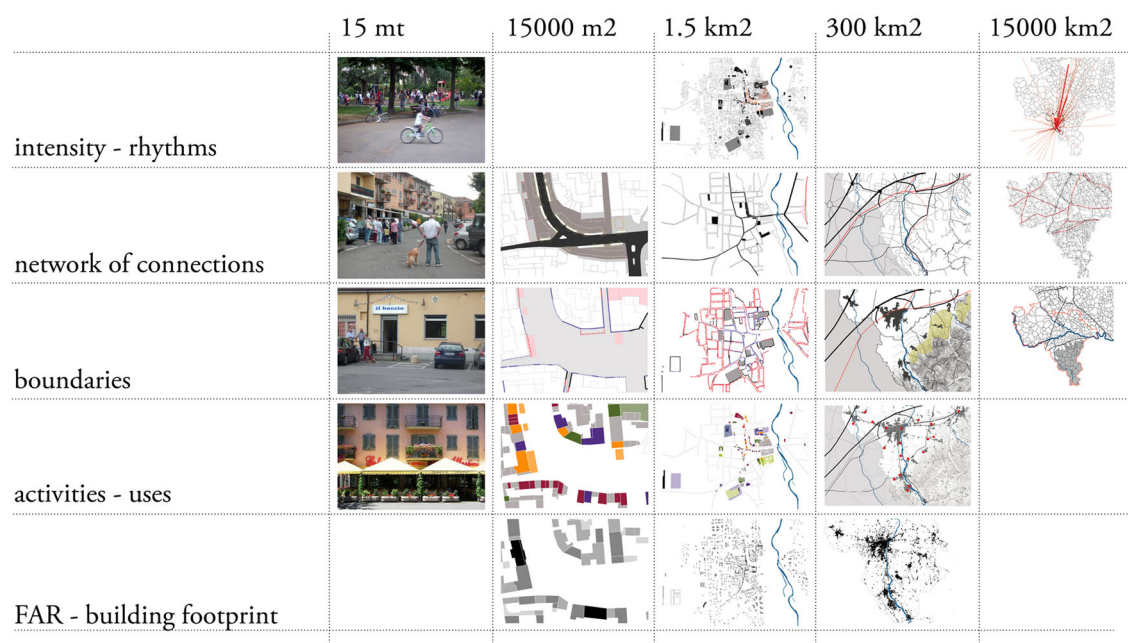 15 mt
15000 m2
1.5 km2
300 km2
15000 km2
intensity - rhythms
network of connections
boundaries
il boccio
activities - uses
FAR - building footprint